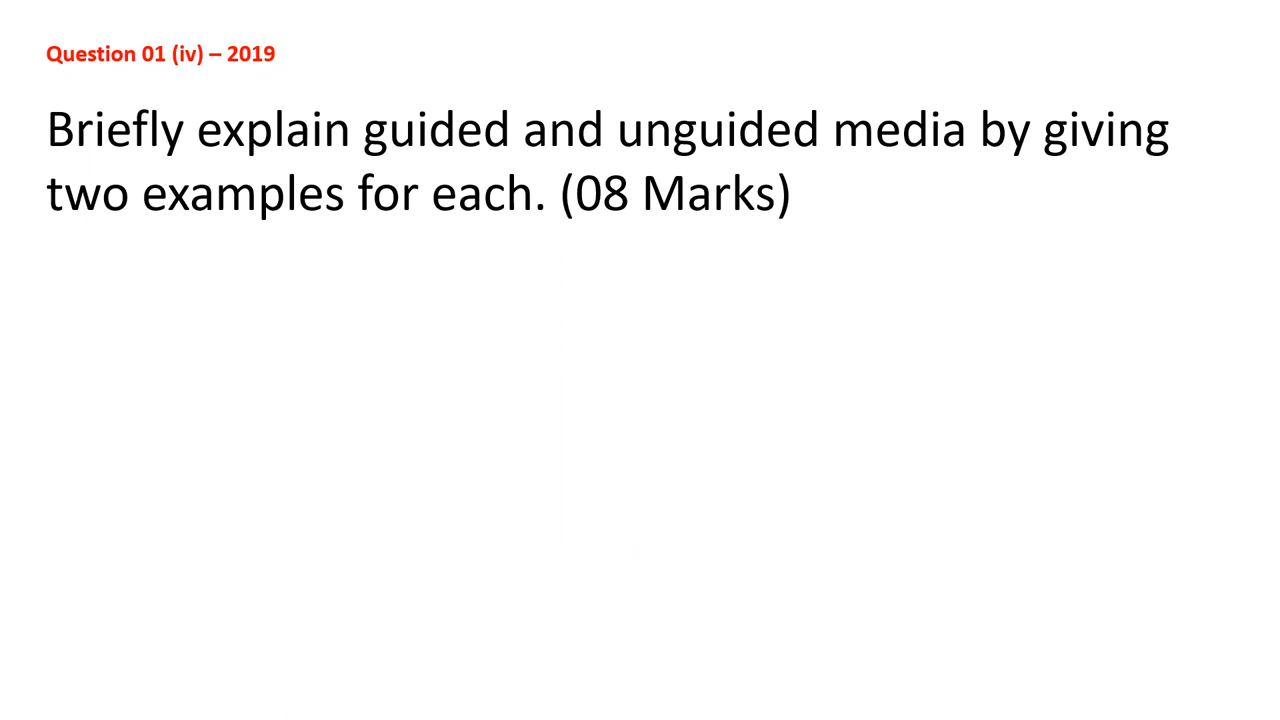 Question 01 (iv) – 2019
Briefly explain guided and unguided media by giving
two examples for each. (08 Marks)